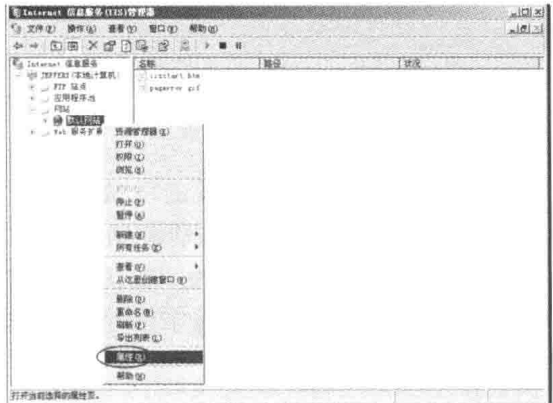 Internet 信息服务(IIS)管理器
文件(F) 操作(A) 查看(V) 窗口(O) 帮助(H)
Internet 信息服务
名称 路径 状况
(本地计算机)
iisstart.htm
FTP 站点
pagerror.gif
应用程序池
网站
默认网站
Web 服务扩展
资源管理器(E)
打开(O)
权限(P)
浏览(B)
停止(P)
暂停(A)
新建(W)
所有任务(K)
查看(V)
从这里创建窗口(W)
删除(D)
重命名(M)
刷新(F)
导出列表(L)
属性(R)
帮助(H)
打开当前选择的属性页。